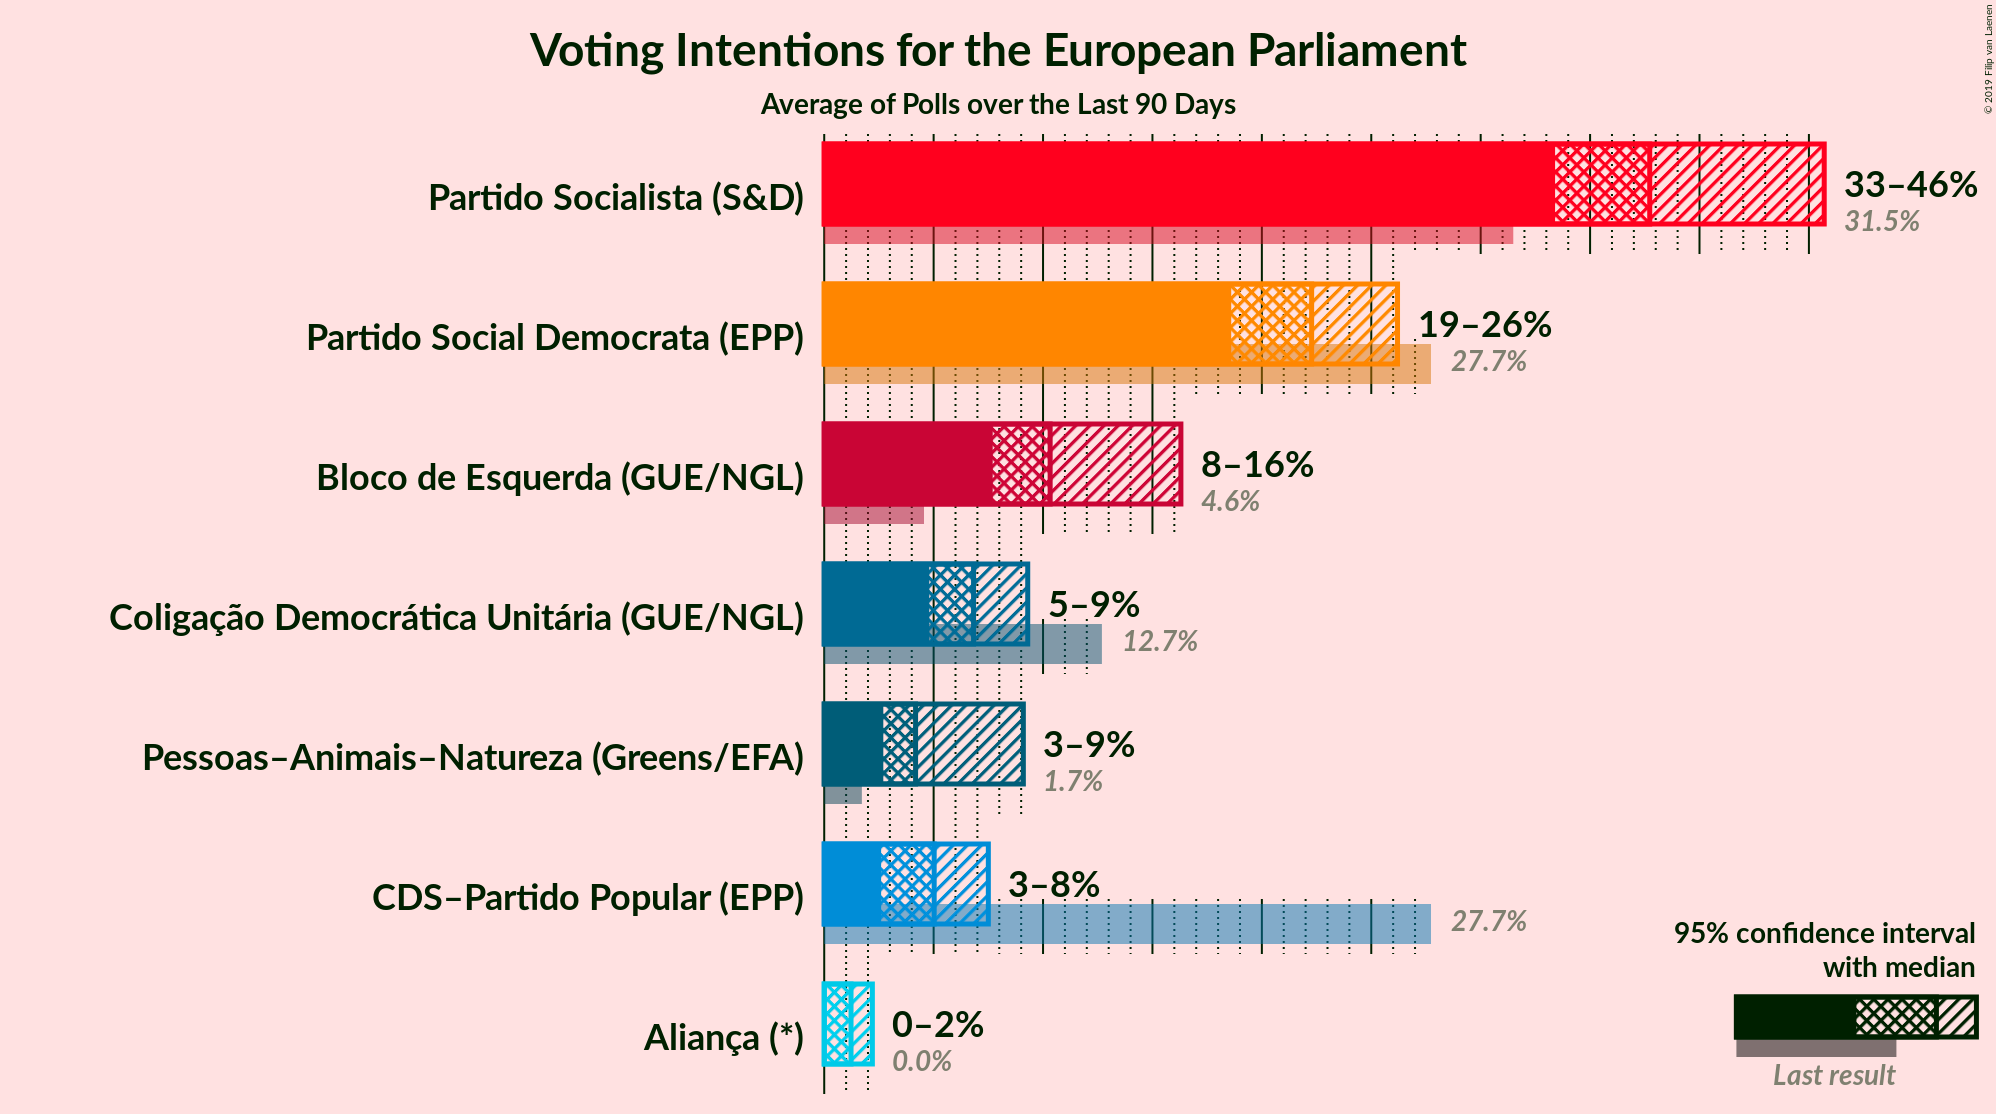 Voting Intentions for the European Parliament
Average of Polls over the Last 90 Days
© 2019 Filip van Laenen
Partido Socialista (S&D)
33–46%
31.5%
Partido Social Democrata (EPP)
19–26%
27.7%
Bloco de Esquerda (GUE/NGL)
8–16%
4.6%
Coligação Democrática Unitária (GUE/NGL)
5–9%
12.7%
Pessoas–Animais–Natureza (Greens/EFA)
3–9%
1.7%
CDS–Partido Popular (EPP)
3–8%
27.7%
Aliança (*)
0–2%
0.0%
95% confidence interval
with median
Last result